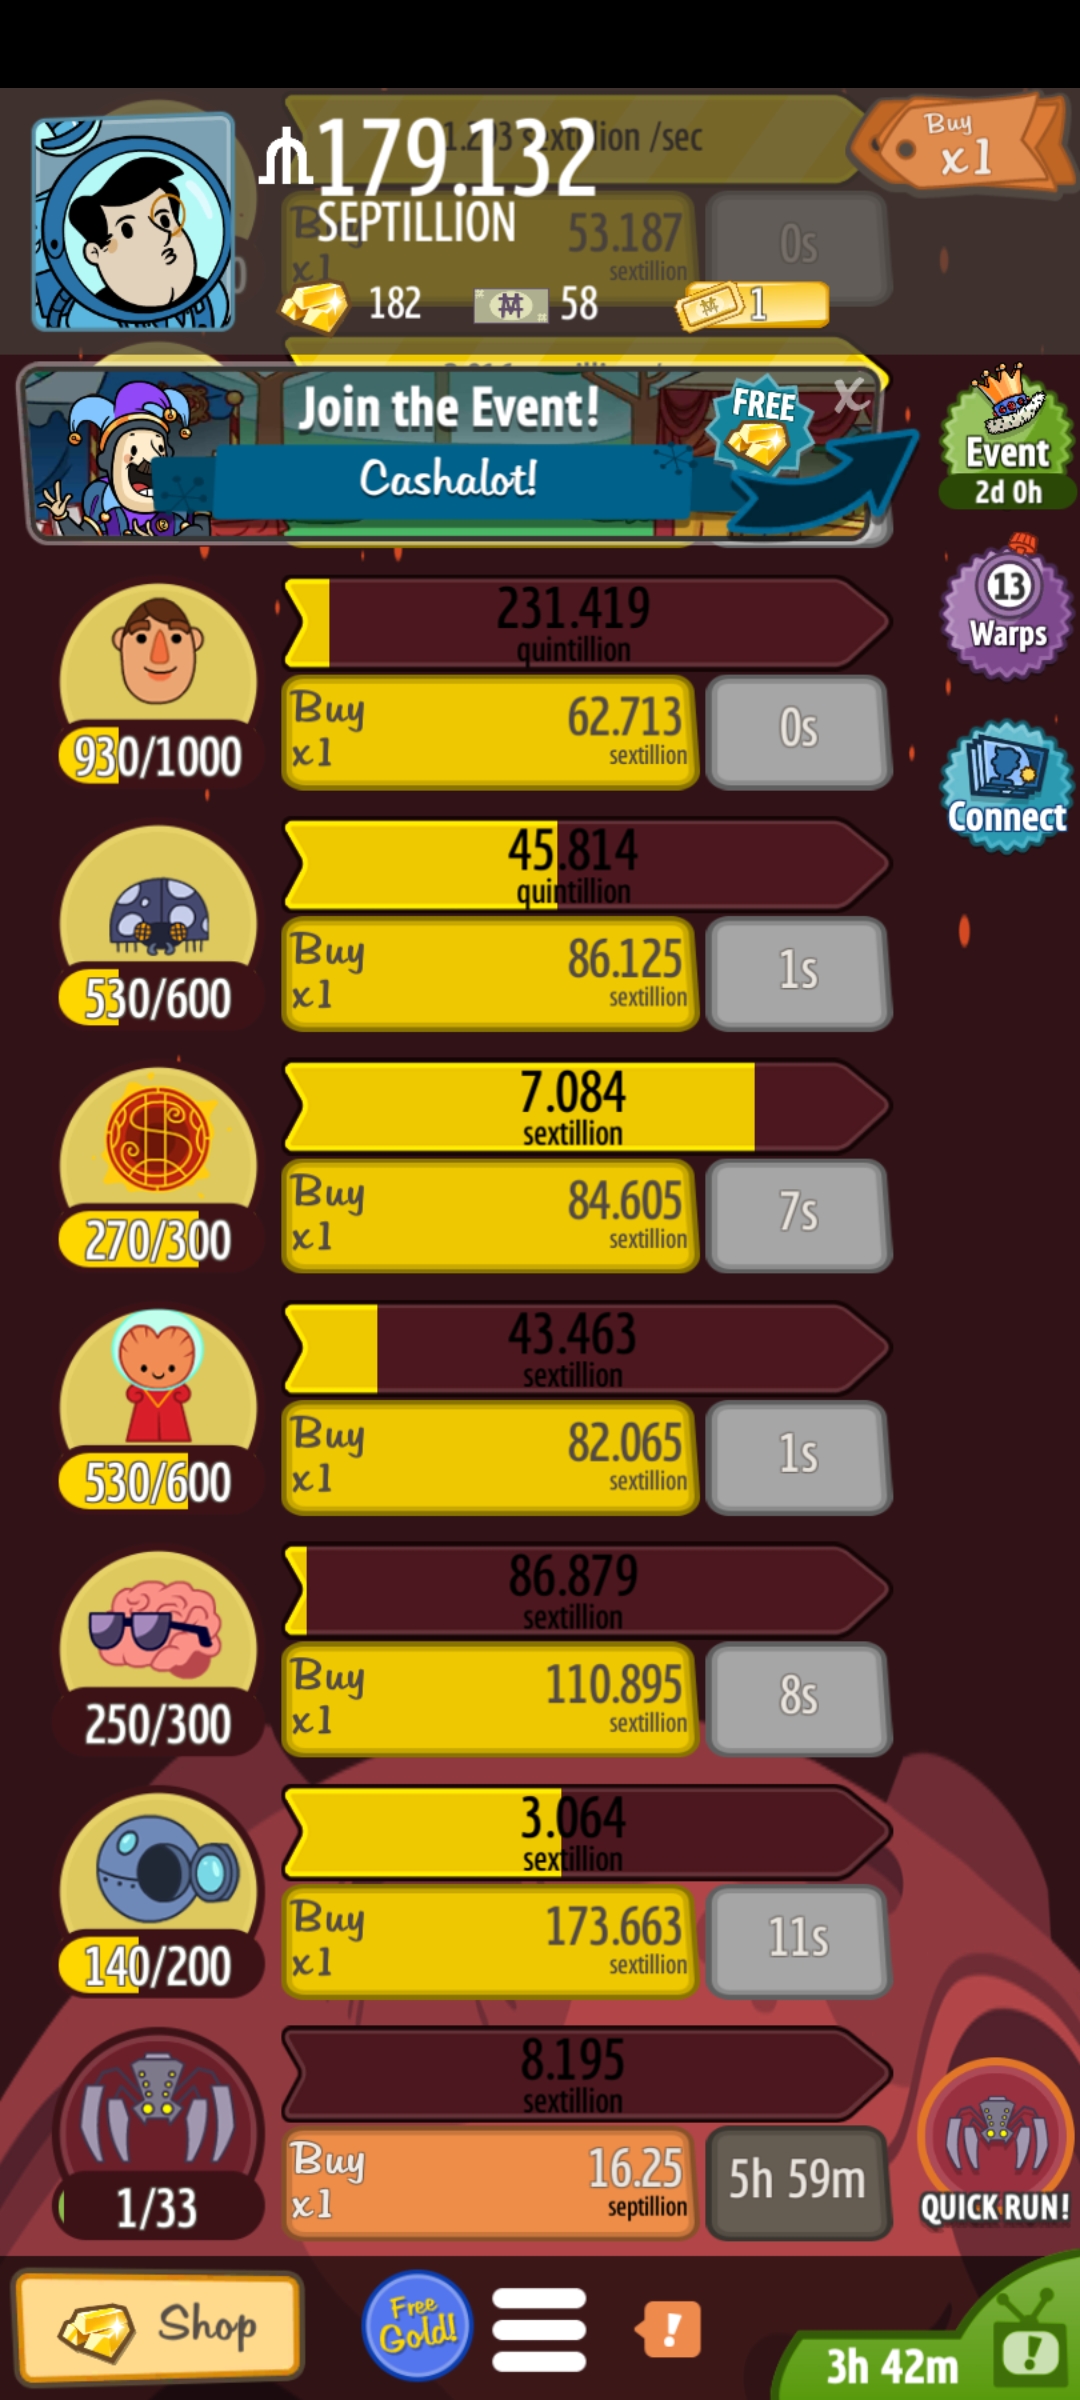 ₼179.132
SEPTILLION
/sec
Buy
x1
Buy
x1
53.187
sextillion
0s
182
58
1
Join the Event!
FREE
X
Cashalot!
Event
2d 0h
231.419
quintillion
13
Warps
930/1000
Buy
x1
62.713
sextillion
0s
Connect
45.814
quintillion
530/600
Buy
x1
86.125
sextillion
1s
7.084
sextillion
270/300
Buy
x1
84.605
sextillion
7s
43.463
sextillion
530/600
Buy
x1
82.065
sextillion
1s
86.879
sextillion
250/300
Buy
x1
110.895
sextillion
8s
3.064
sextillion
140/200
Buy
x1
173.663
sextillion
11s
8.195
sextillion
1/33
Buy
x1
16.25
septillion
5h 59m
QUICK RUN!
Shop
Free
Gold!
!
3h 42m
!